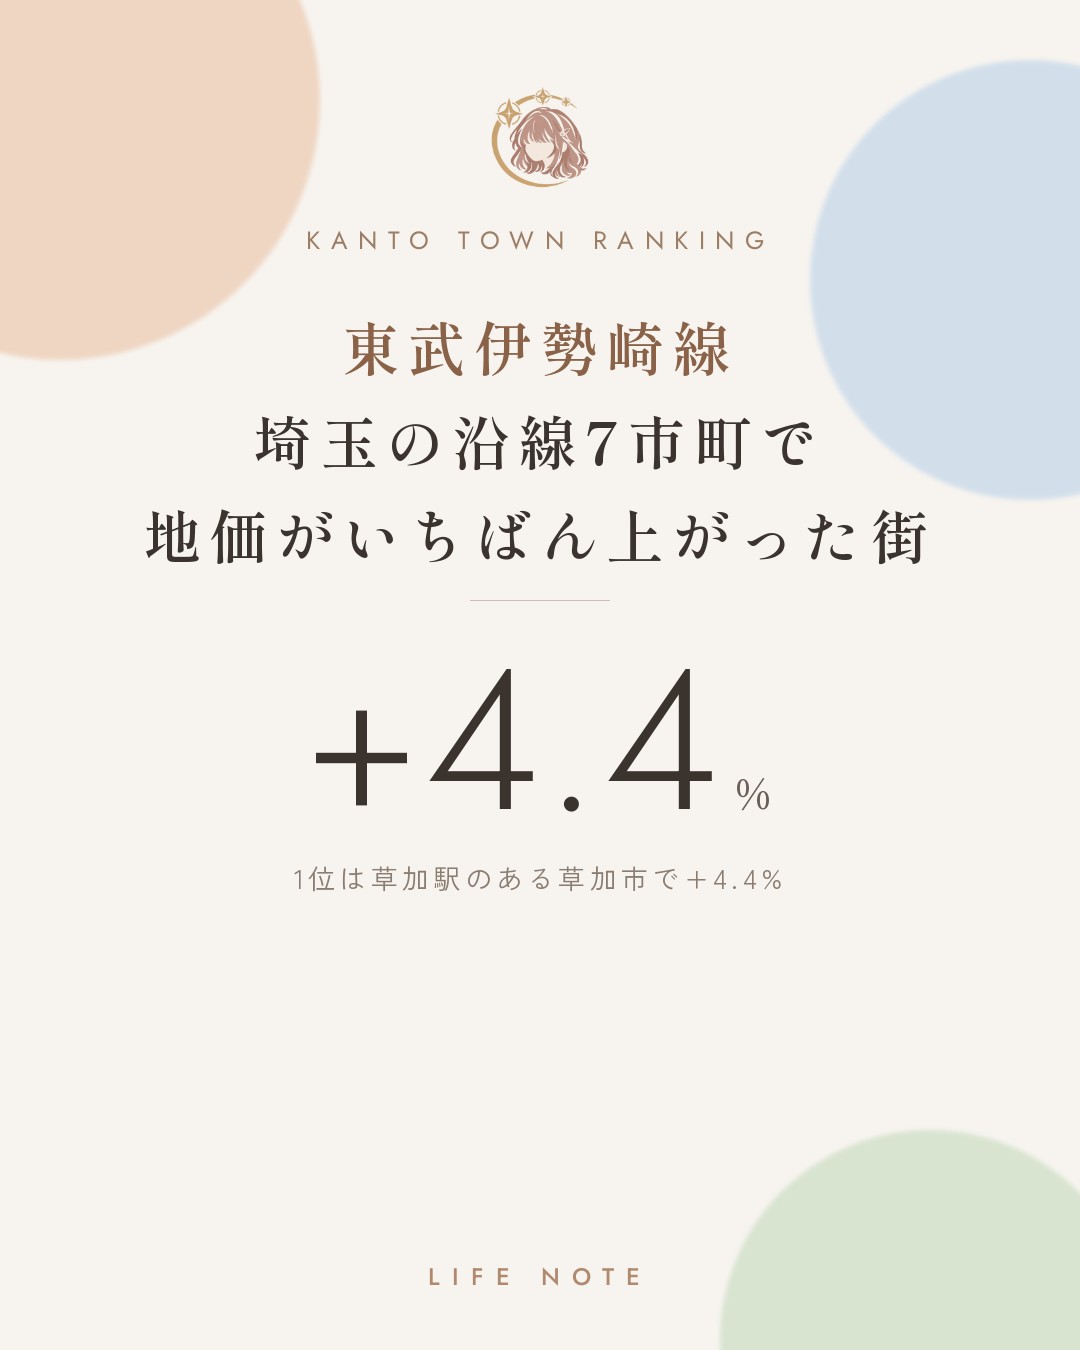 KANTO TOWN RANKING
東武伊勢崎線
埼玉の沿線7市町で
地価がいちばん上がった街
+4.4%
1位は草加駅のある草加市で+4.4%
LIFE NOTE